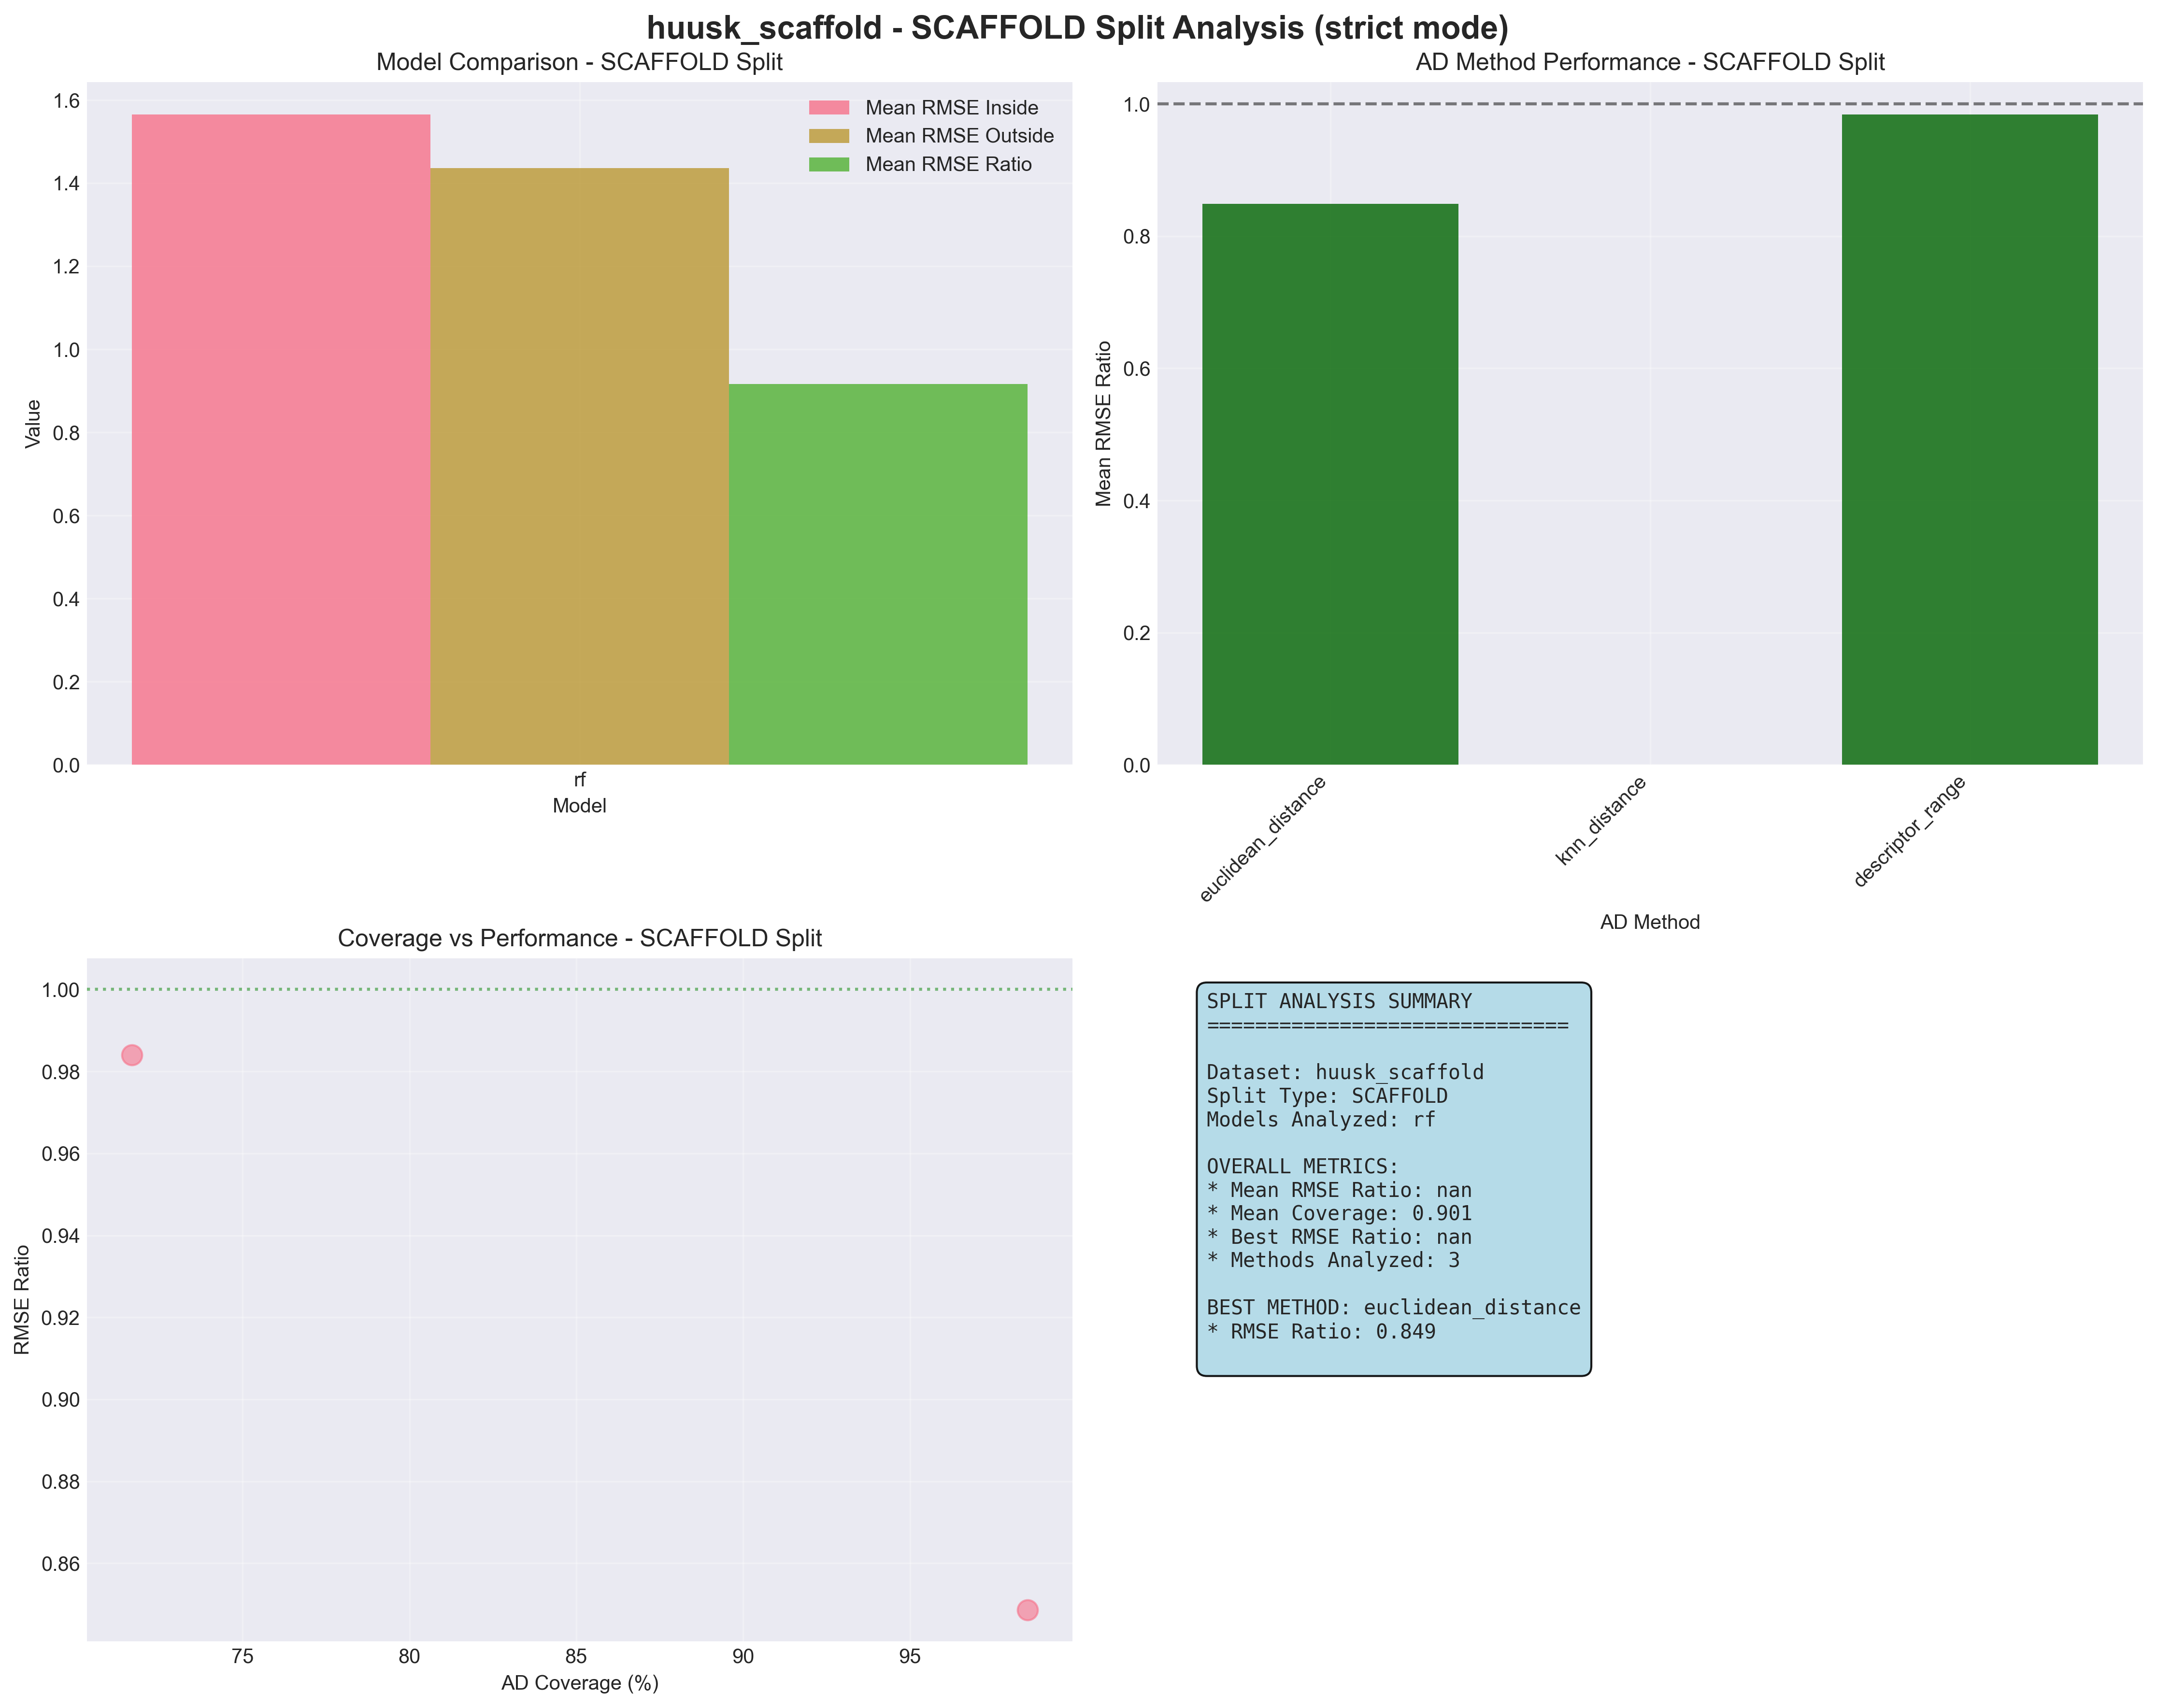 huusk_scaffold - SCAFFOLD Split Analysis (strict mode)
Model Comparison - SCAFFOLD Split
Mean RMSE Inside
Mean RMSE Outside
Mean RMSE Ratio
1.6
1.4
1.2
1.0
0.8
0.6
0.4
0.2
0.0
Value
rf
Model
AD Method Performance - SCAFFOLD Split
1.0
0.8
0.6
0.4
0.2
0.0
Mean RMSE Ratio
euclidean_distance
knn_distance
descriptor_range
AD Method
Coverage vs Performance - SCAFFOLD Split
1.00
0.98
0.96
0.94
0.92
0.90
0.88
0.86
RMSE Ratio
75
80
85
90
95
AD Coverage (%)
SPLIT ANALYSIS SUMMARY
==============================
Dataset: huusk_scaffold
Split Type: SCAFFOLD
Models Analyzed: rf
OVERALL METRICS:
* Mean RMSE Ratio: nan
* Mean Coverage: 0.901
* Best RMSE Ratio: nan
* Methods Analyzed: 3
BEST METHOD: euclidean_distance
* RMSE Ratio: 0.849